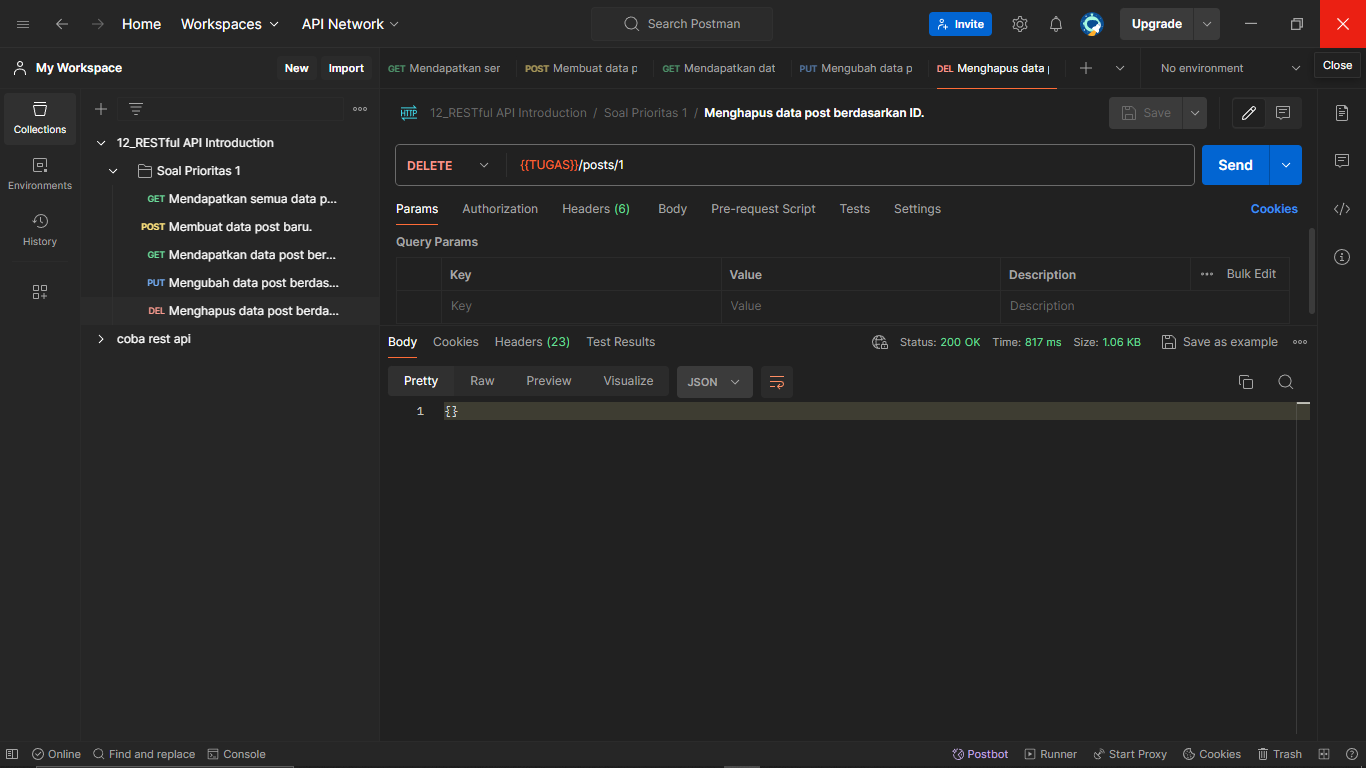 Home Workspaces API Network Search Postman Invite Upgrade
My Workspace New Import GET Mendapatkan ser POST Membuat data p GET Mendapatkan dat PUT Mengubah data p DEL Menghapus data No environment Close
HTTP 12_RESTful API Introduction / Soal Prioritas 1 / Menghapus data post berdasarkan ID. Save
Collections
Environments
History
12_RESTful API Introduction
Soal Prioritas 1
GET Mendapatkan semua data p...
POST Membuat data post baru.
GET Mendapatkan data post ber...
PUT Mengubah data post berdas...
DEL Menghapus data post berda...
coba rest api
DELETE {{TUGAS}}/posts/1 Send
Params Authorization Headers (6) Body Pre-request Script Tests Settings Cookies
Query Params
Key Value Description Bulk Edit
Key Value Description
Body Cookies Headers (23) Test Results Status: 200 OK Time: 817 ms Size: 1.06 KB Save as example
Pretty Raw Preview Visualize JSON
1 {}
Online Find and replace Console Postbot Runner Start Proxy Cookies Trash